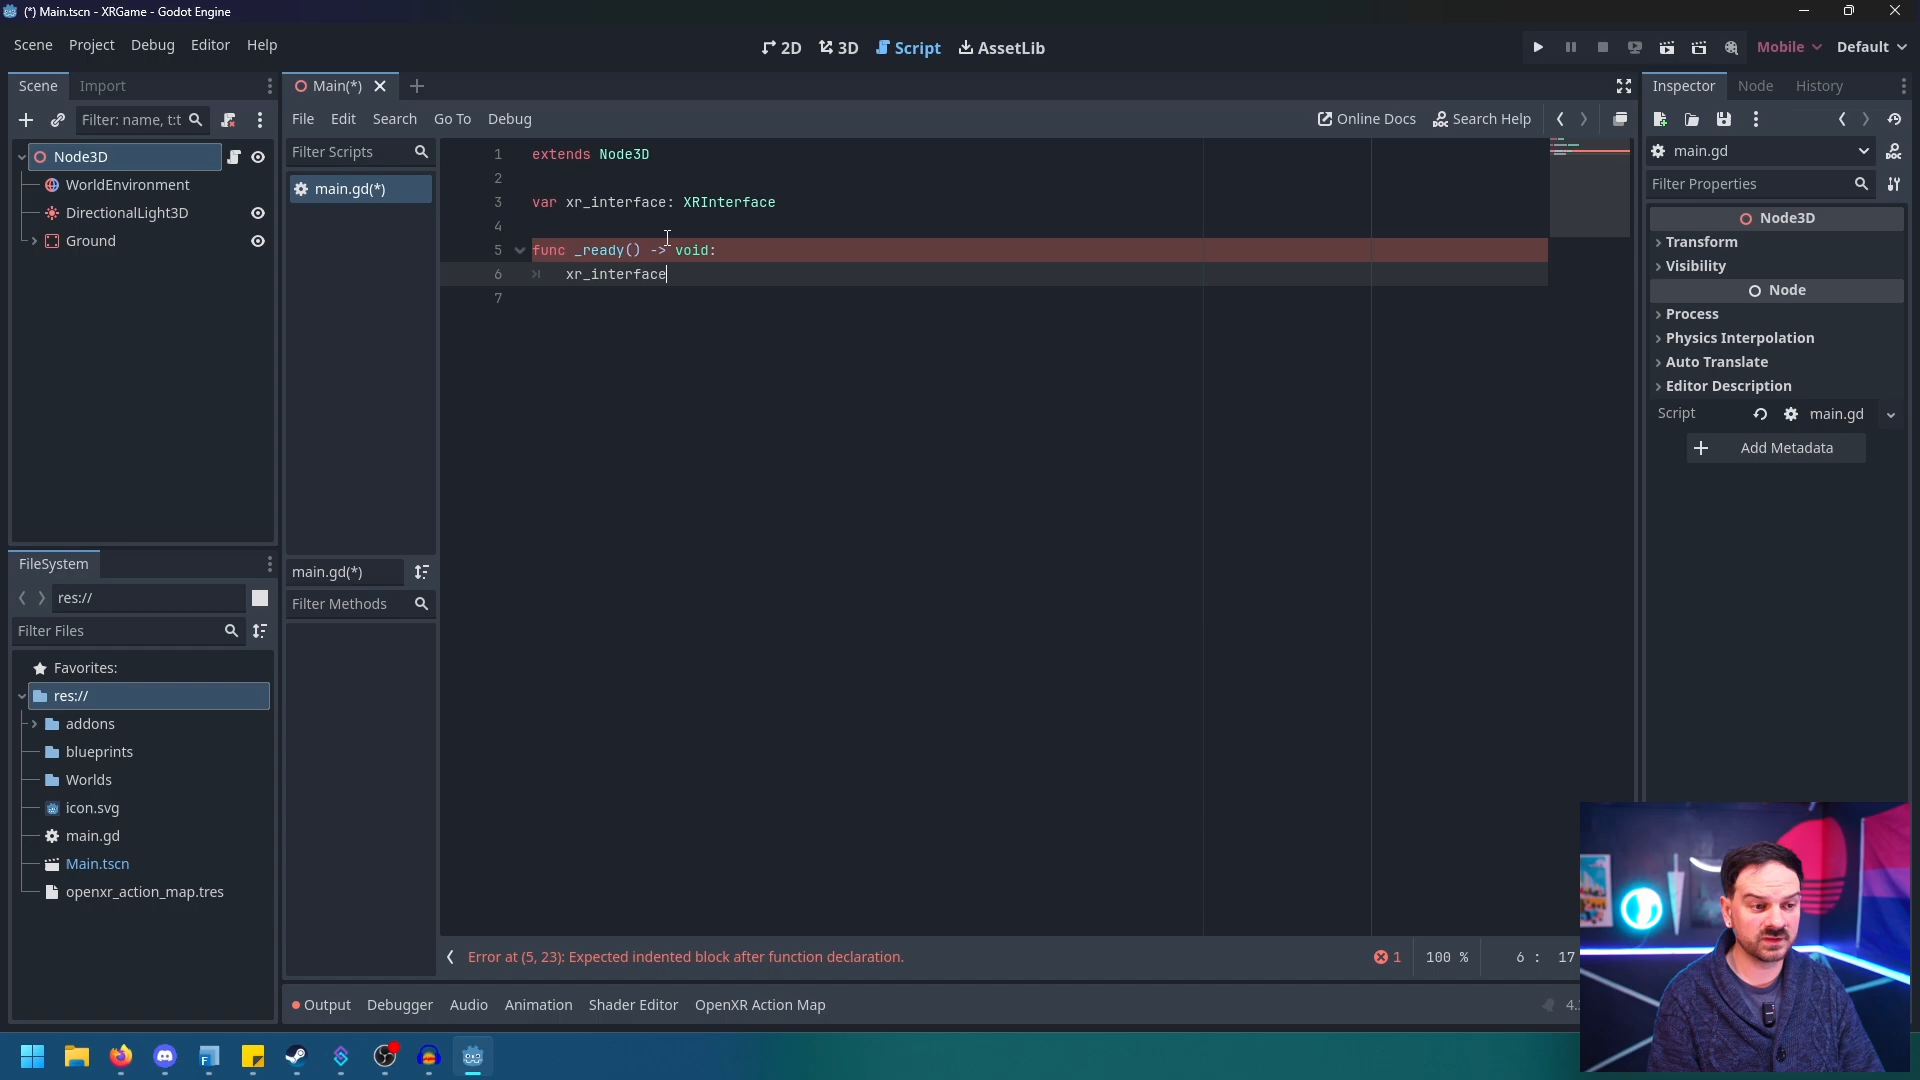 (*) Main.tscn - XRGame - Godot Engine
Scene Project Debug Editor Help
2D 3D Script AssetLib
Mobile Default
Scene Import
Main(*)
Inspector Node History
Filter: name, t:t
File Edit Search Go To Debug
Online Docs Search Help
Node3D
WorldEnvironment
DirectionalLight3D
Ground
Filter Scripts
main.gd(*)
1 extends Node3D
2
3 var xr_interface: XRInterface
4
5 func _ready() -> void:
6 xr_interface
7
main.gd
Filter Properties
Node3D
Transform
Visibility
Node
Process
Physics Interpolation
Auto Translate
Editor Description
Script main.gd
Add Metadata
FileSystem
res://
Filter Files
Favorites:
res://
addons
blueprints
Worlds
icon.svg
main.gd
Main.tscn
openxr_action_map.tres
main.gd(*)
Filter Methods
Error at (5, 23): Expected indented block after function declaration.
1 100 % 6 : 17
Output Debugger Audio Animation Shader Editor OpenXR Action Map